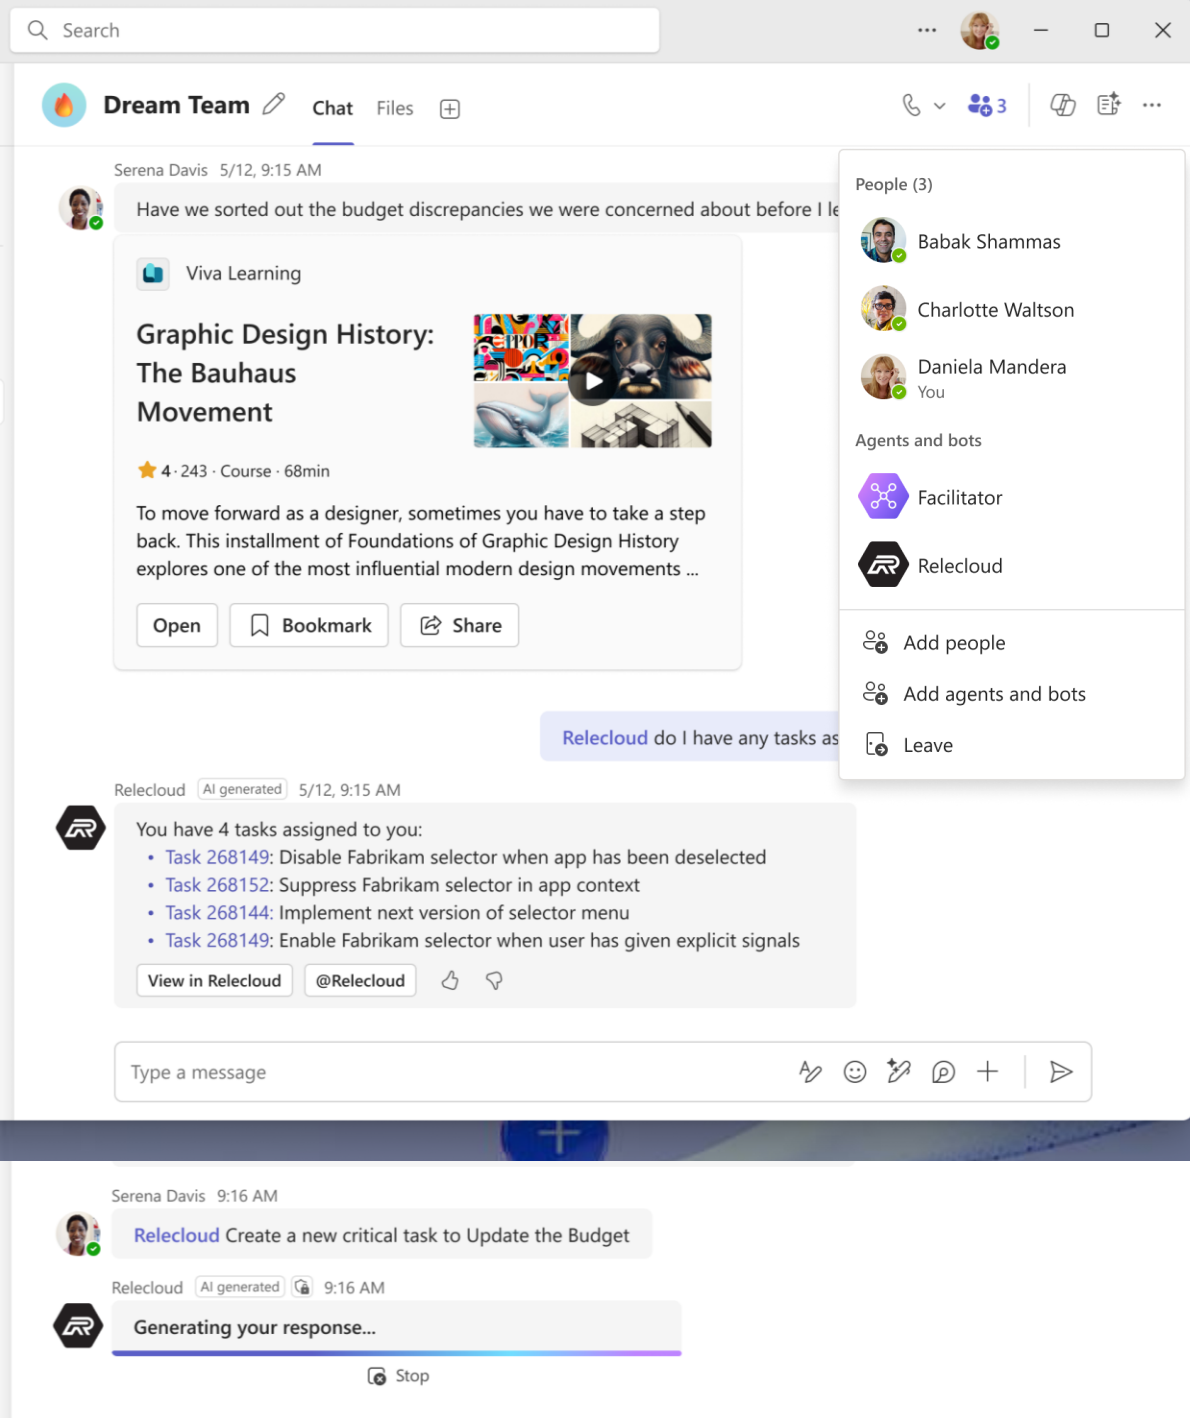 Search
Dream Team
Chat
Files
3
Serena Davis 5/12, 9:15 AM
Have we sorted out the budget discrepancies we were concerned about before I le
Viva Learning
Graphic Design History:
The Bauhaus
Movement
4 · 243 · Course · 68min
To move forward as a designer, sometimes you have to take a step
back. This installment of Foundations of Graphic Design History
explores one of the most influential modern design movements ...
Open
Bookmark
Share
Relecloud do I have any tasks as
Relecloud AI generated 5/12, 9:15 AM
You have 4 tasks assigned to you:
• Task 268149: Disable Fabrikam selector when app has been deselected
• Task 268152: Suppress Fabrikam selector in app context
• Task 268144: Implement next version of selector menu
• Task 268149: Enable Fabrikam selector when user has given explicit signals
View in Relecloud
@Relecloud
Type a message
People (3)
Babak Shammas
Charlotte Waltson
Daniela Mandera
You
Agents and bots
Facilitator
Relecloud
Add people
Add agents and bots
Leave
Serena Davis 9:16 AM
Relecloud Create a new critical task to Update the Budget
Relecloud AI generated 9:16 AM
Generating your response...
Stop